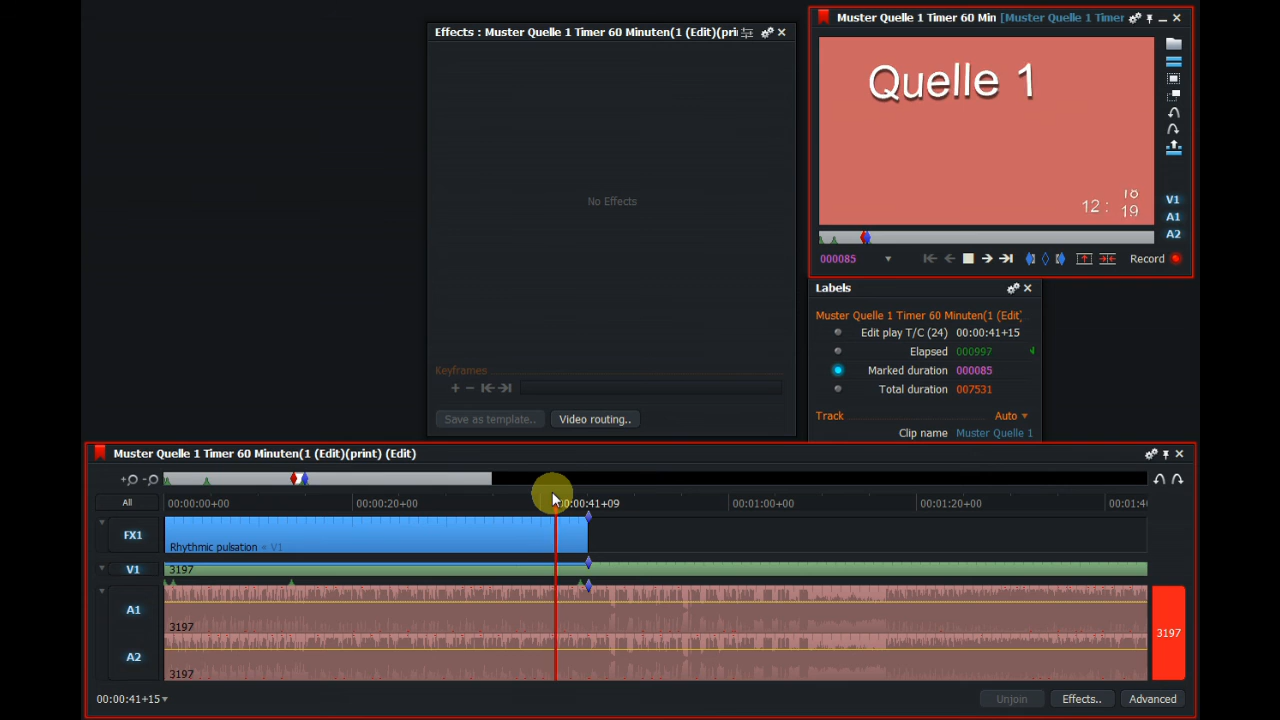 Effects : Muster Quelle 1 Timer 60 Minuten(1 (Edit)(pri
No Effects
Keyframes
Save as template..
Video routing..
Muster Quelle 1 Timer 60 Min [Muster Quelle 1 Timer
Quelle 1
12 : 18
19
V1
A1
A2
000085
Record
Labels
Muster Quelle 1 Timer 60 Minuten(1 (Edit)
Edit play T/C (24) 00:00:41+15
Elapsed 000997
Marked duration 000085
Total duration 007531
Track Auto
Clip name Muster Quelle 1
Muster Quelle 1 Timer 60 Minuten(1 (Edit)(print) (Edit)
All 00:00:00+00 00:00:20+00 00:00:41+09 00:01:00+00 00:01:20+00 00:01:4
FX1
Rhythmic pulsation + V1
V1 3197
A1
3197
A2
3197
3197
00:00:41+15
Unjoin Effects.. Advanced